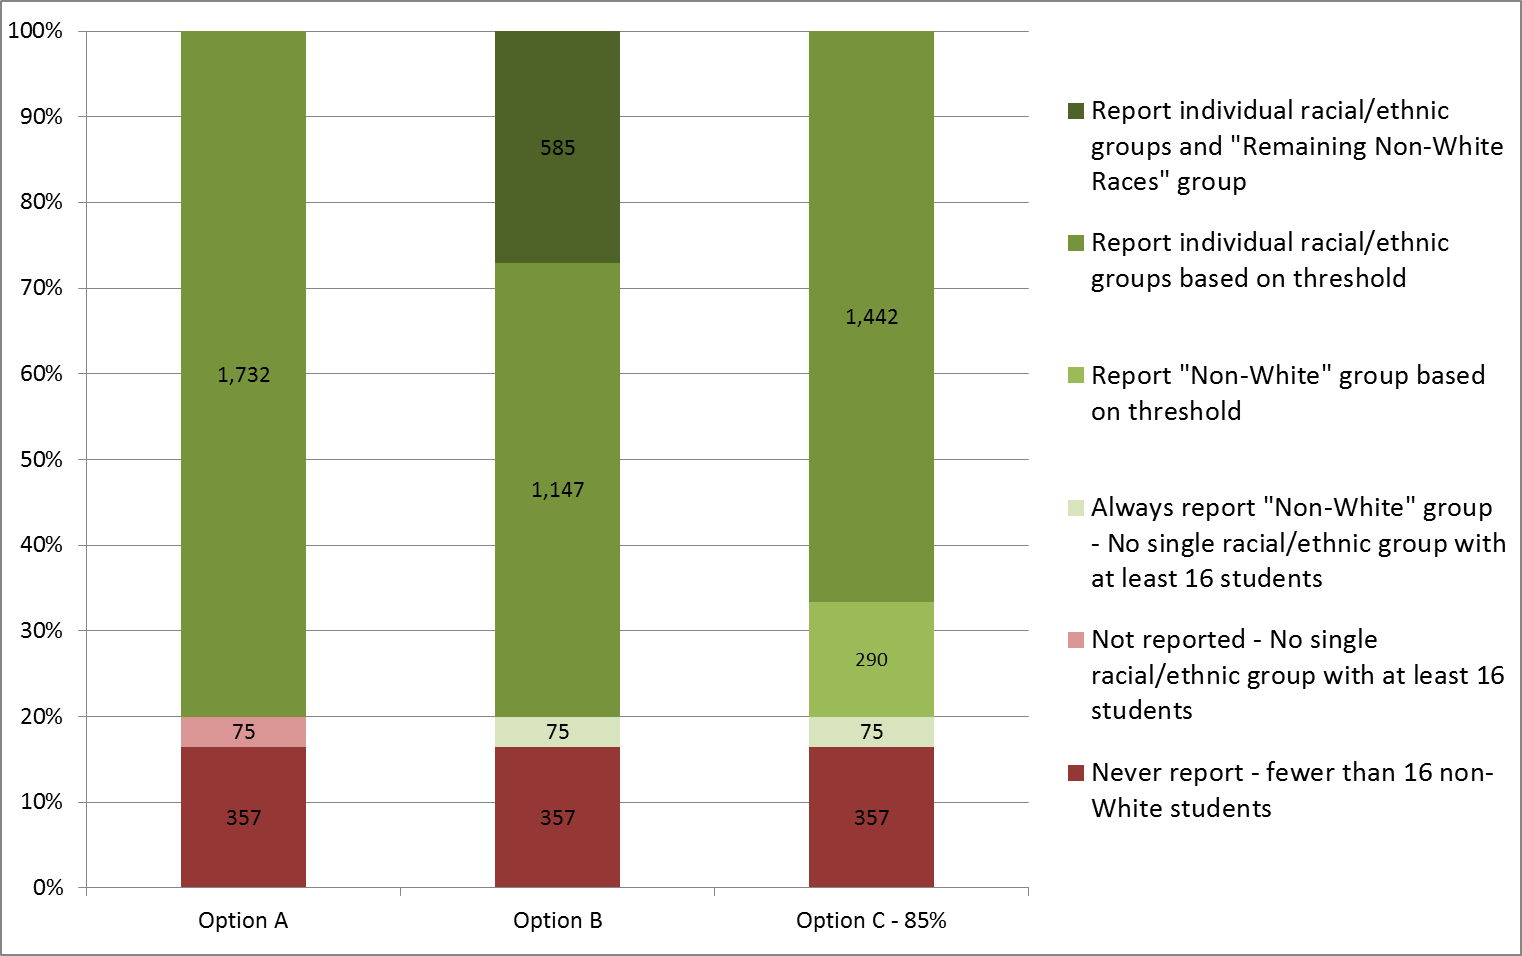 100%
90%
80%
70%
60%
50%
40%
30%
20%
10%
0%
1,732
75
357
585
1,147
75
357
1,442
290
75
357
Option A
Option B
Option C - 85%
Report individual racial/ethnic
groups and "Remaining Non-White
Races" group
Report individual racial/ethnic
groups based on threshold
Report "Non-White" group based
on threshold
Always report "Non-White" group
- No single racial/ethnic group with
at least 16 students
Not reported - No single
racial/ethnic group with at least 16
students
Never report - fewer than 16 non-
White students